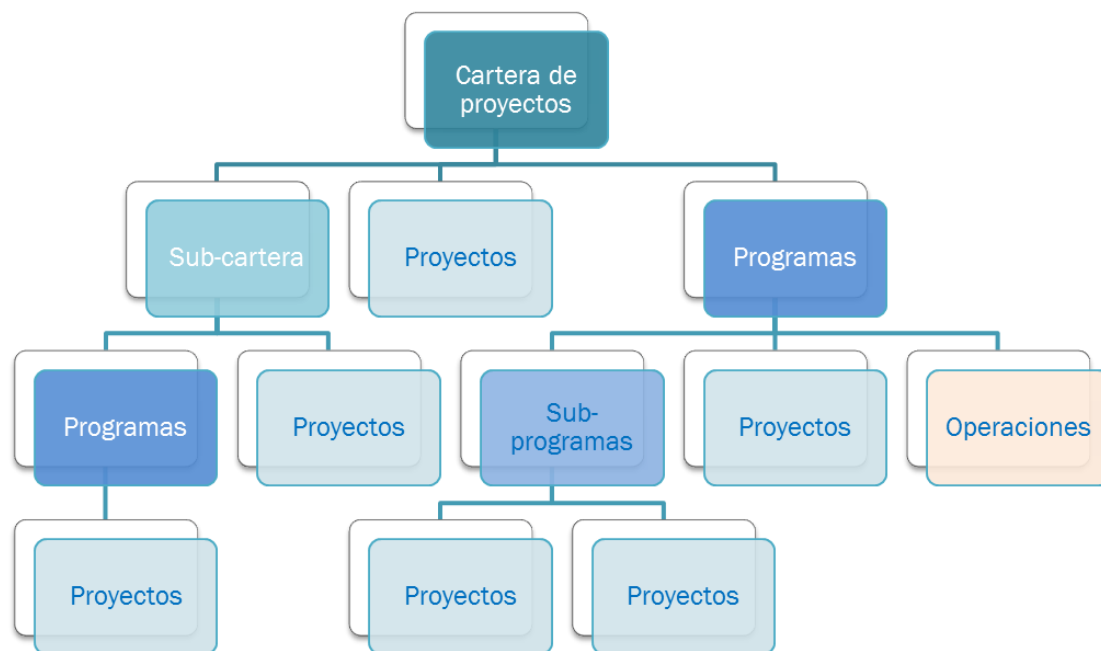 Cartera de
proyectos
Sub-cartera
Proyectos
Programas
Programas
Proyectos
Sub-
programas
Proyectos
Operaciones
Proyectos
Proyectos
Proyectos